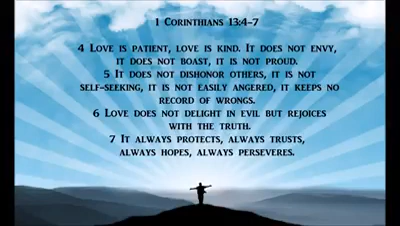 1 Corinthians 13:4-7
4 Love is patient, love is kind. It does not envy,
it does not boast, it is not proud.
5 It does not dishonor others, it is not
self-seeking, it is not easily angered, it keeps no
record of wrongs.
6 Love does not delight in evil but rejoices
with the truth.
7 It always protects, always trusts,
always hopes, always perseveres.